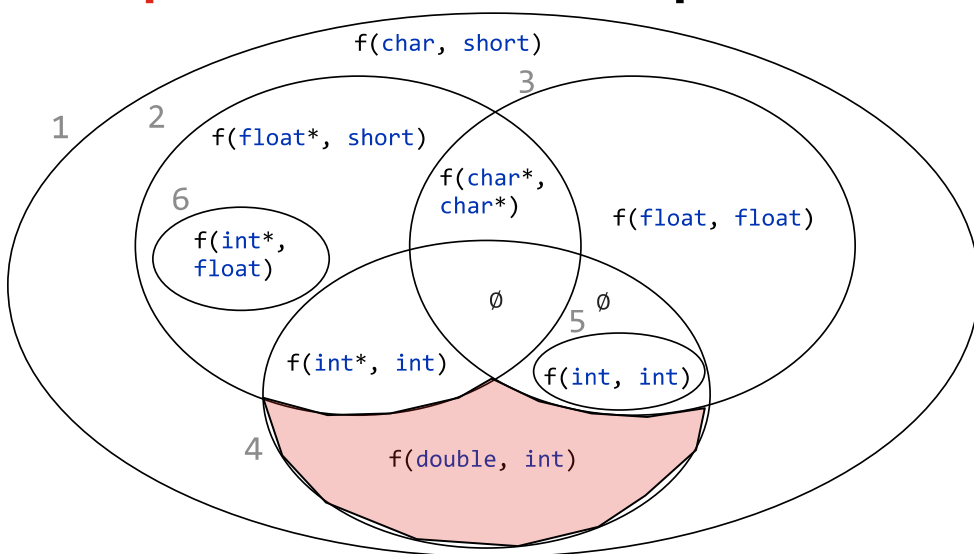 f(char, short)
3
2
1
f(float*, short)
f(char*,
char*)
6
f(float, float)
f(int*,
float)
ø
ø
5
f(int*, int)
f(int, int)
4
f(double, int)